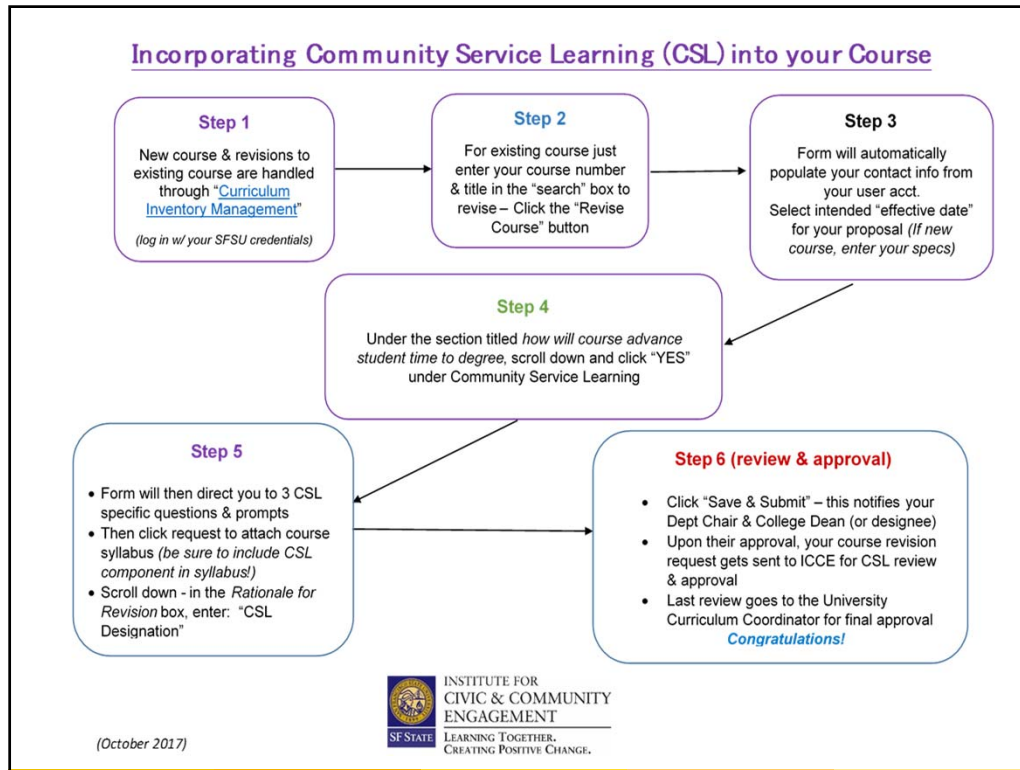 Incorporating Community Service Learning (CSL) into your Course
Step 1
New course & revisions to
existing course are handled
through “Curriculum
Inventory Management”
(log in w/ your SFSU credentials)
Step 2
For existing course just
enter your course number
& title in the “search” box to
revise – Click the “Revise
Course” button
Step 3
Form will automatically
populate your contact info from
your user acct.
Select intended “effective date”
for your proposal (If new
course, enter your specs)
Step 4
Under the section titled how will course advance
student time to degree, scroll down and click “YES”
under Community Service Learning
Step 5
• Form will then direct you to 3 CSL
specific questions & prompts
• Then click request to attach course
syllabus (be sure to include CSL
component in syllabus!)
• Scroll down - in the Rationale for
Revision box, enter: “CSL
Designation”
Step 6 (review & approval)
• Click “Save & Submit” – this notifies your
Dept Chair & College Dean (or designee)
• Upon their approval, your course revision
request gets sent to ICCE for CSL review
& approval
• Last review goes to the University
Curriculum Coordinator for final approval
Congratulations!
INSTITUTE FOR
CIVIC & COMMUNITY
ENGAGEMENT
SF STATE
LEARNING TOGETHER.
CREATING POSITIVE CHANGE.
(October 2017)